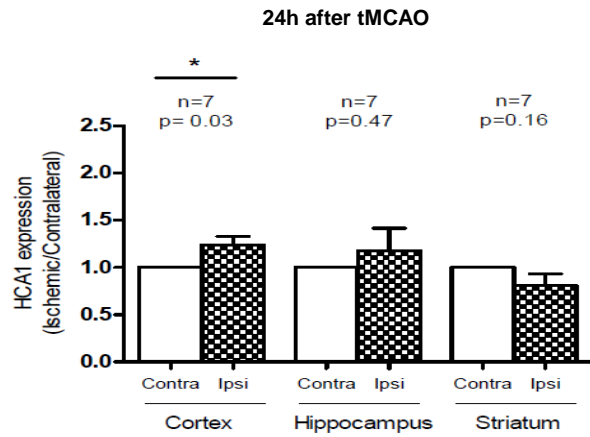 24h after tMCAO
*
n=7 n=7 n=7
p= 0.03 p=0.47 p=0.16
HCA1 expression
(Ischemic/Contralateral)
2.5
2.0
1.5
1.0
0.5
0.0
Contra Ipsi Contra Ipsi Contra Ipsi
Cortex Hippocampus Striatum